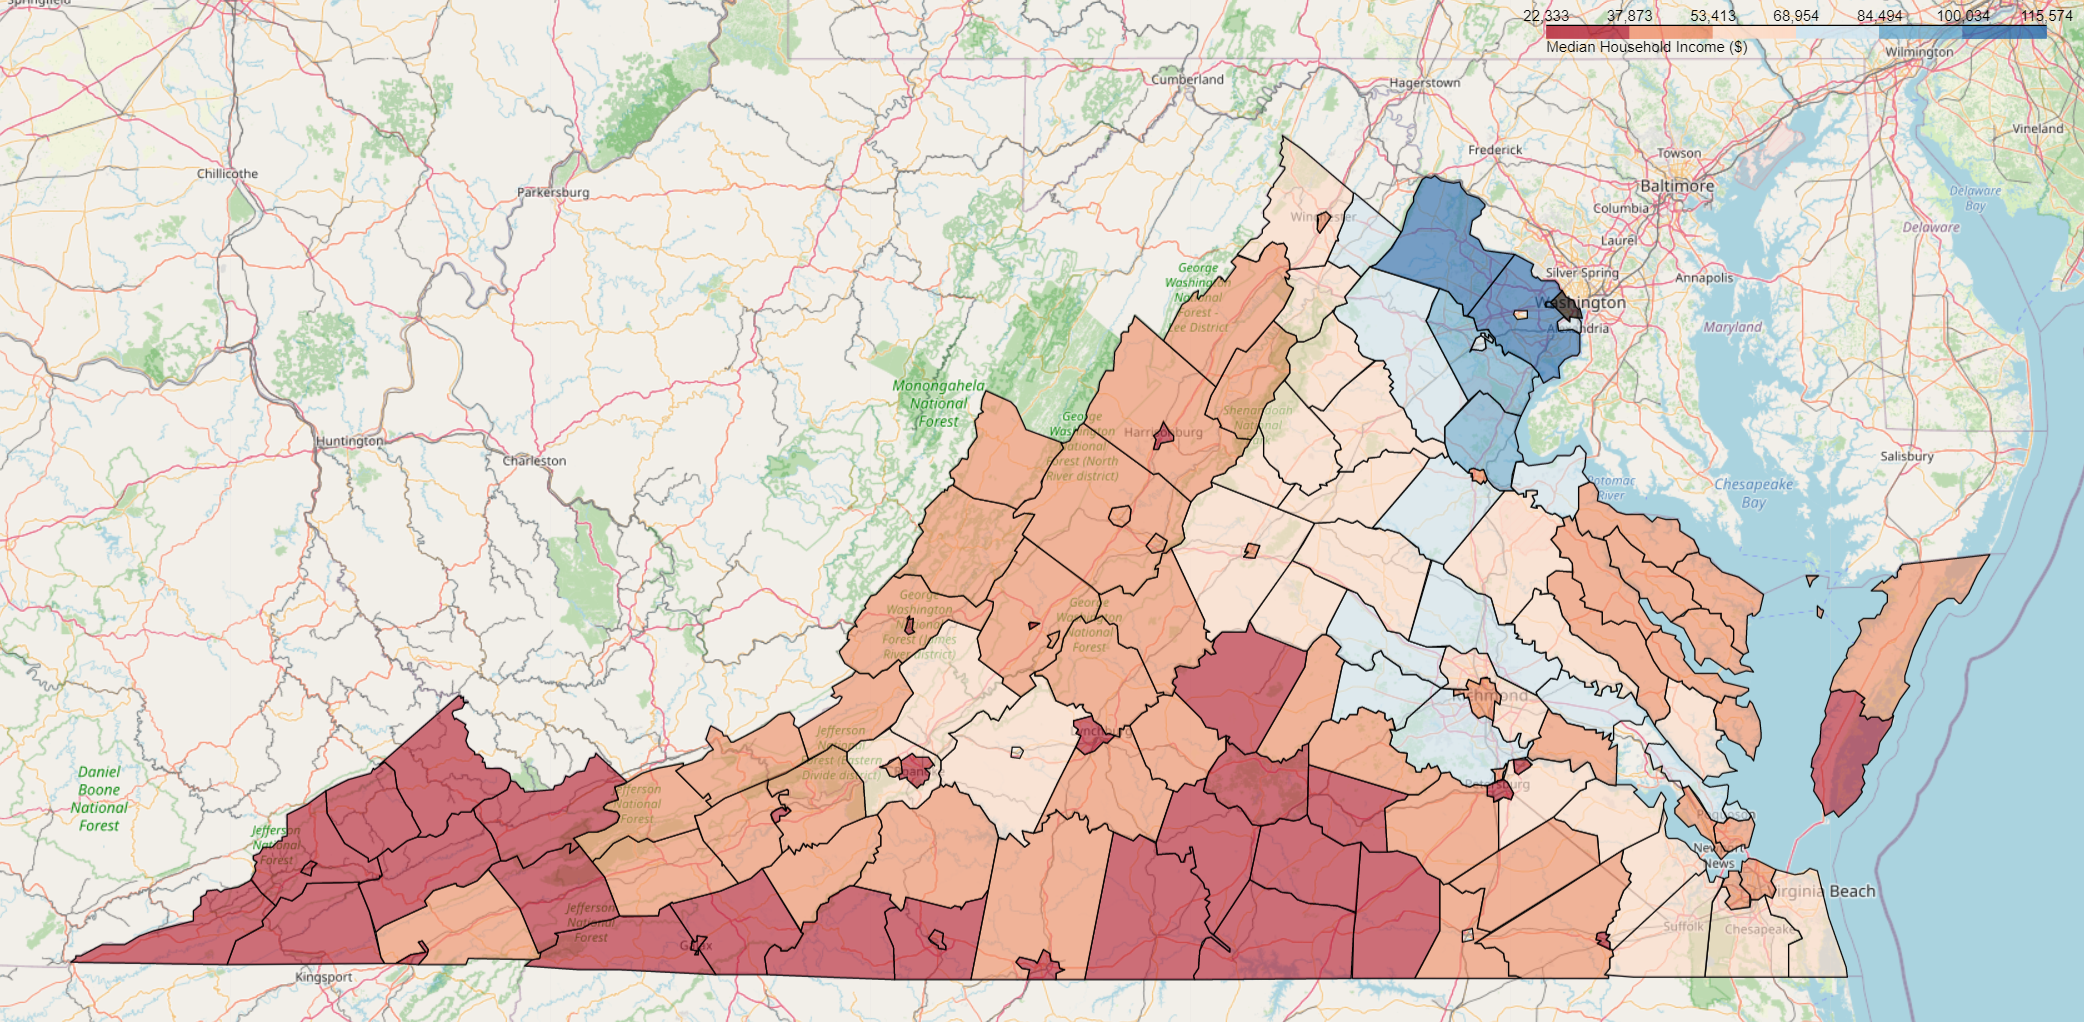 Springfield
22,333 37,873 53,413 68,954 84,494 100,034 115,574
Median Household Income ($)
Wilmington
Cumberland
Hagerstown
Vineland
Frederick
Towson
Chillicothe
Parkersburg
Baltimore
Columbia
Delaware
Bay
Delaware
Winchester
Laurel
Annapolis
Silver Spring
George
Washington
National
Forest -
Lee District
Washington
Maryland
Monongahela
National
Forest
Shenandoah
National
George
Washington
National
Forest (North
River district)
Harrisonburg
Huntington
Charleston
Salisbury
Chesapeake
Bay
Potomac
River
George
Washington
National
Forest (James
River district)
George
Washington
National
Forest-
Richmond
Jefferson
National
Forest (Eastern
Divide district)
Lynchburg
Roanoke
Petersburg
Daniel
Boone
National
Forest
Jefferson
National
Forest
Jefferson
National
Forest
Poquoson
Newport
News
Virginia Beach
Jefferson
National
Forest
Suffolk
Chesapeake
Galax
Kingsport